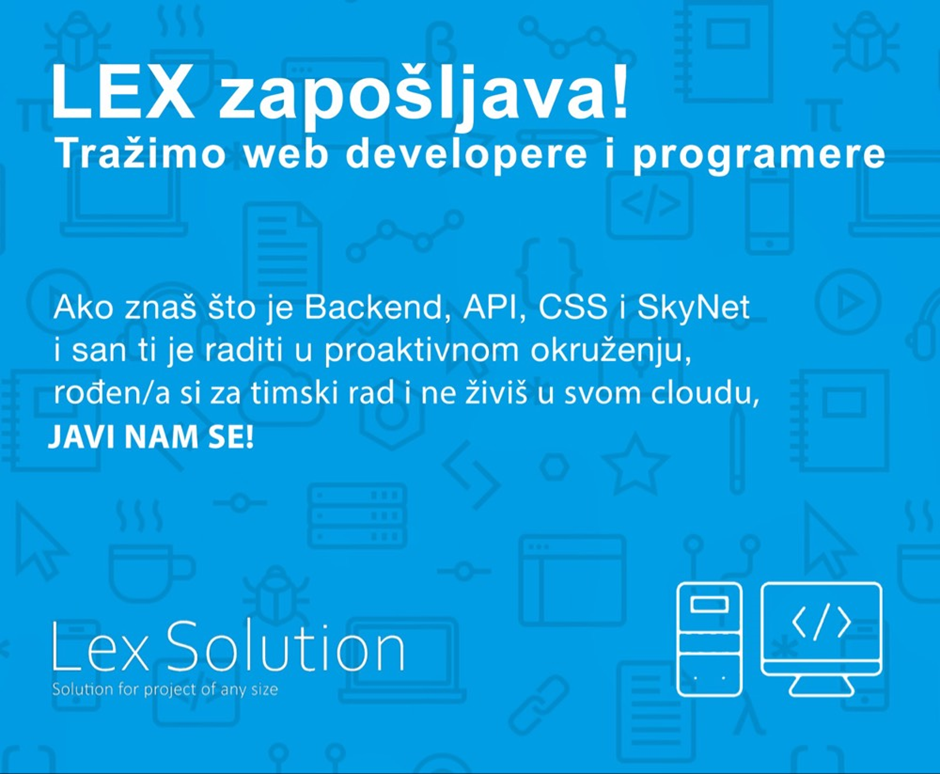 LEX zapošljava!
Tražimo web developere i programere
Ako znaš što je Backend, API, CSS i SkyNet
i san ti je raditi u proaktivnom okruženju,
rođen/a si za timski rad i ne živiš u svom cloudu,
JAVI NAM SE!
Lex Solution
Solution for project of any size